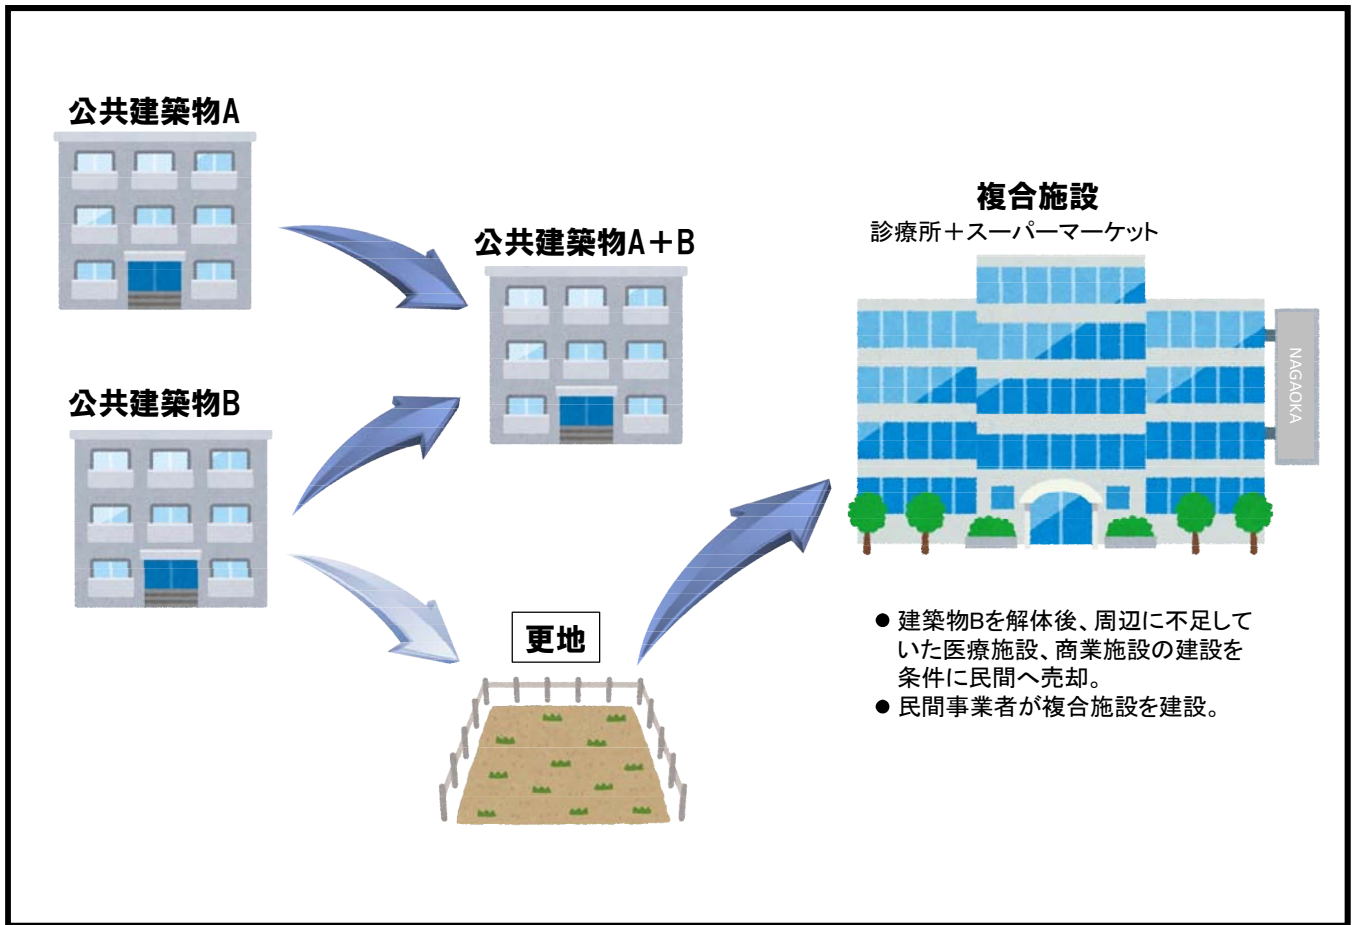 公共建築物A
公共建築物B
公共建築物A+B
更地
複合施設
診療所+スーパーマーケット
NAGAOKA
● 建築物Bを解体後、周辺に不足して
いた医療施設、商業施設の建設を
条件に民間へ売却。
● 民間事業者が複合施設を建設。